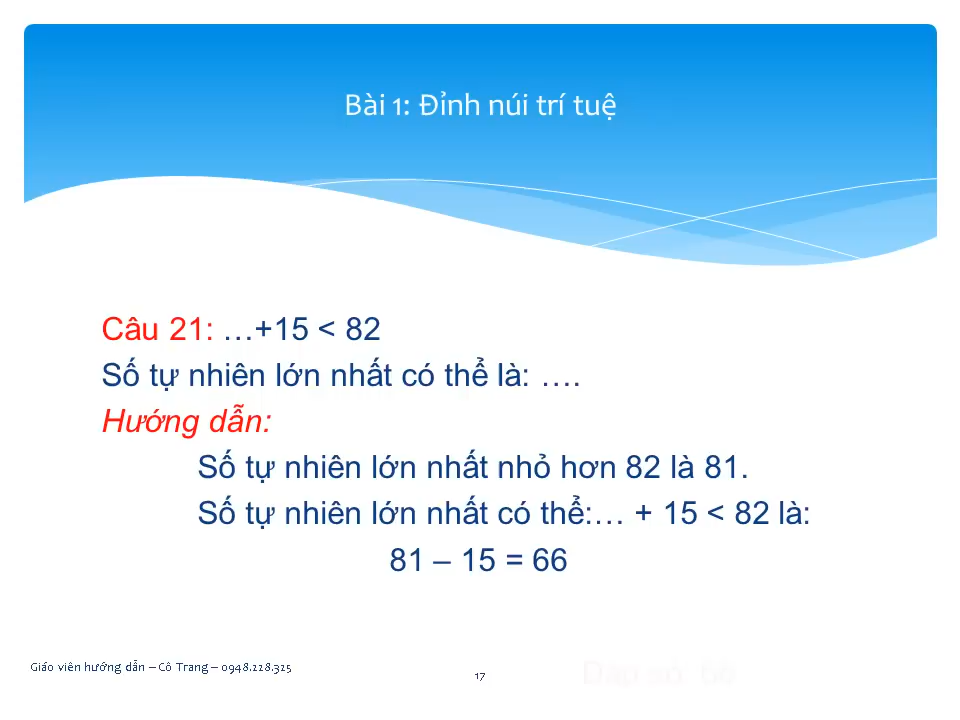 Bài 1: Đỉnh núi trí tuệ
Câu 21: …+15 < 82
Số tự nhiên lớn nhất có thể là: ….
Hướng dẫn:
Số tự nhiên lớn nhất nhỏ hơn 82 là 81.
Số tự nhiên lớn nhất có thể:… + 15 < 82 là:
81 – 15 = 66
Giáo viên hướng dẫn – Cô Trang – 0948.228.325
17